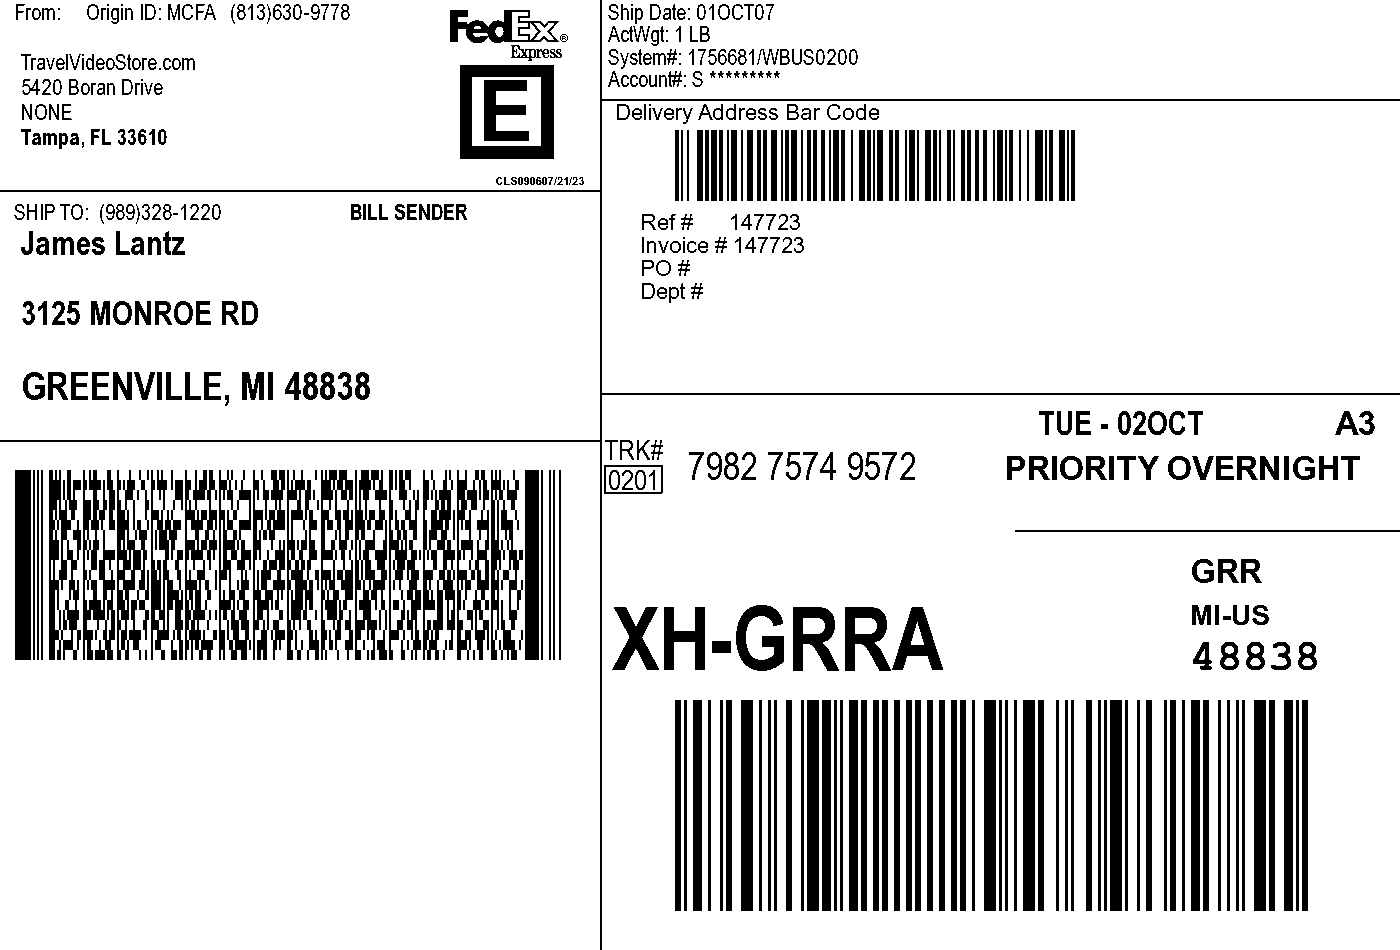 From: Origin ID: MCFA (813)630-9778
TravelVideoStore.com
5420 Boran Drive
NONE
Tampa, FL 33610
FedEx®
Express
E
CLS090607/21/23
Ship Date: 01OCT07
ActWgt: 1 LB
System#: 1756681/WBUS0200
Account#: S *********
Delivery Address Bar Code
Ref # 147723
Invoice # 147723
PO #
Dept #
SHIP TO: (989)328-1220 BILL SENDER
James Lantz
3125 MONROE RD
GREENVILLE, MI 48838
TUE - 02OCT A3
TRK# 7982 7574 9572 PRIORITY OVERNIGHT
0201
GRR
XH-GRRA MI-US
48838